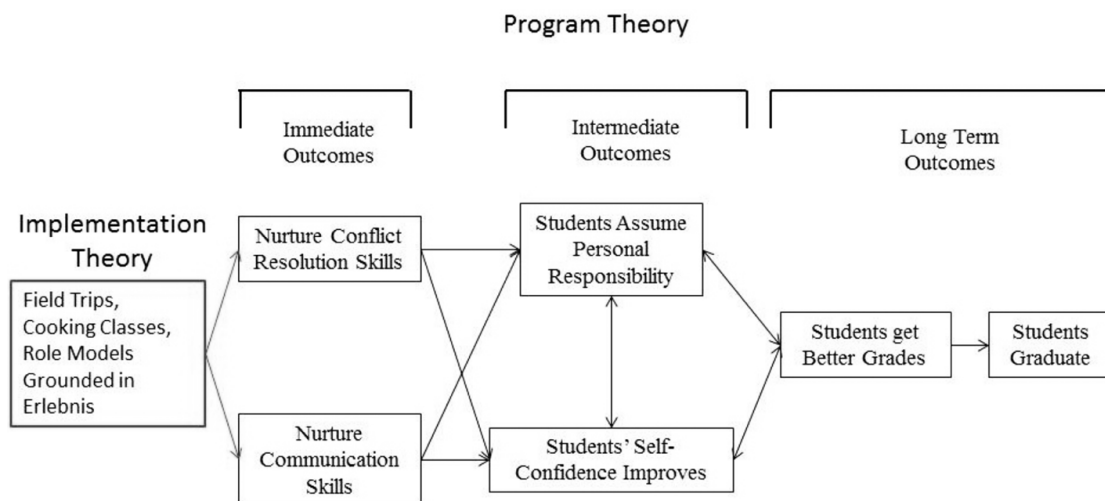 Program Theory
Immediate
Outcomes
Intermediate
Outcomes
Long Term
Outcomes
Implementation
Theory
Field Trips,
Cooking Classes,
Role Models
Grounded in
Erlebnis
Nurture Conflict
Resolution Skills
Nurture
Communication
Skills
Students Assume
Personal
Responsibility
Students’ Self-
Confidence Improves
Students get
Better Grades
Students
Graduate